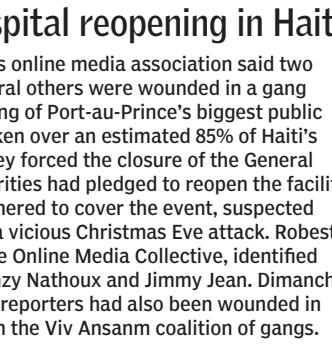 spital reopening in Hait
s online media association said two
ral others were wounded in a gang
ng of Port-au-Prince's biggest public
ken over an estimated 85% of Haiti's
ey forced the closure of the General
rities had pledged to reopen the facili
hered to cover the event, suspected
a vicious Christmas Eve attack. Robest
e Online Media Collective, identified
nzy Nathoux and Jimmy Jean. Dimanch
reporters had also been wounded in
n the Viv Ansanm coalition of gangs.